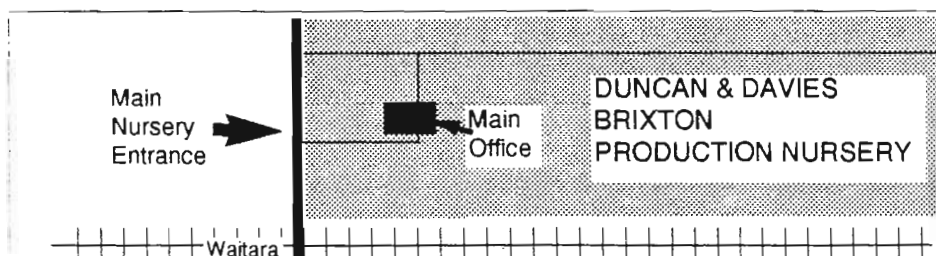 Main
Nursery
Entrance
Main
Office
DUNCAN & DAVIES
BRIXTON
PRODUCTION NURSERY
Waitara